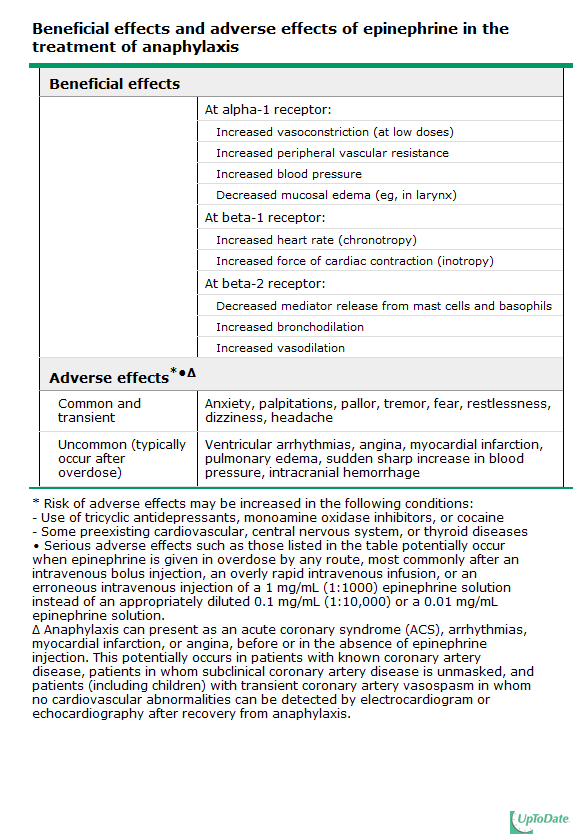 Beneficial effects and adverse effects of epinephrine in the
treatment of anaphylaxis
Beneficial effects
At alpha-1 receptor:
Increased vasoconstriction (at low doses)
Increased peripheral vascular resistance
Increased blood pressure
Decreased mucosal edema (eg, in larynx)
At beta-1 receptor:
Increased heart rate (chronotropy)
Increased force of cardiac contraction (inotropy)
At beta-2 receptor:
Decreased mediator release from mast cells and basophils
Increased bronchodilation
Increased vasodilation
Adverse effects*•Δ
Common and
transient
Anxiety, palpitations, pallor, tremor, fear, restlessness,
dizziness, headache
Uncommon (typically
occur after
overdose)
Ventricular arrhythmias, angina, myocardial infarction,
pulmonary edema, sudden sharp increase in blood
pressure, intracranial hemorrhage
* Risk of adverse effects may be increased in the following conditions:
- Use of tricyclic antidepressants, monoamine oxidase inhibitors, or cocaine
- Some preexisting cardiovascular, central nervous system, or thyroid diseases
• Serious adverse effects such as those listed in the table potentially occur
when epinephrine is given in overdose by any route, most commonly after an
intravenous bolus injection, an overly rapid intravenous infusion, or an
erroneous intravenous injection of a 1 mg/mL (1:1000) epinephrine solution
instead of an appropriately diluted 0.1 mg/mL (1:10,000) or a 0.01 mg/mL
epinephrine solution.
Δ Anaphylaxis can present as an acute coronary syndrome (ACS), arrhythmias,
myocardial infarction, or angina, before or in the absence of epinephrine
injection. This potentially occurs in patients with known coronary artery
disease, patients in whom subclinical coronary artery disease is unmasked, and
patients (including children) with transient coronary artery vasospasm in whom
no cardiovascular abnormalities can be detected by electrocardiogram or
echocardiography after recovery from anaphylaxis.
UpToDate